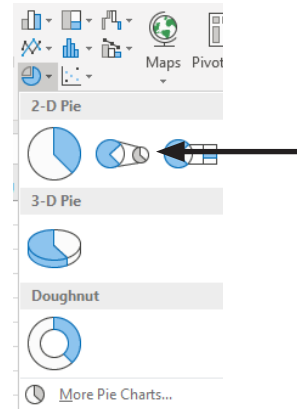 Maps Pivot
2-D Pie
3-D Pie
Doughnut
More Pie Charts...